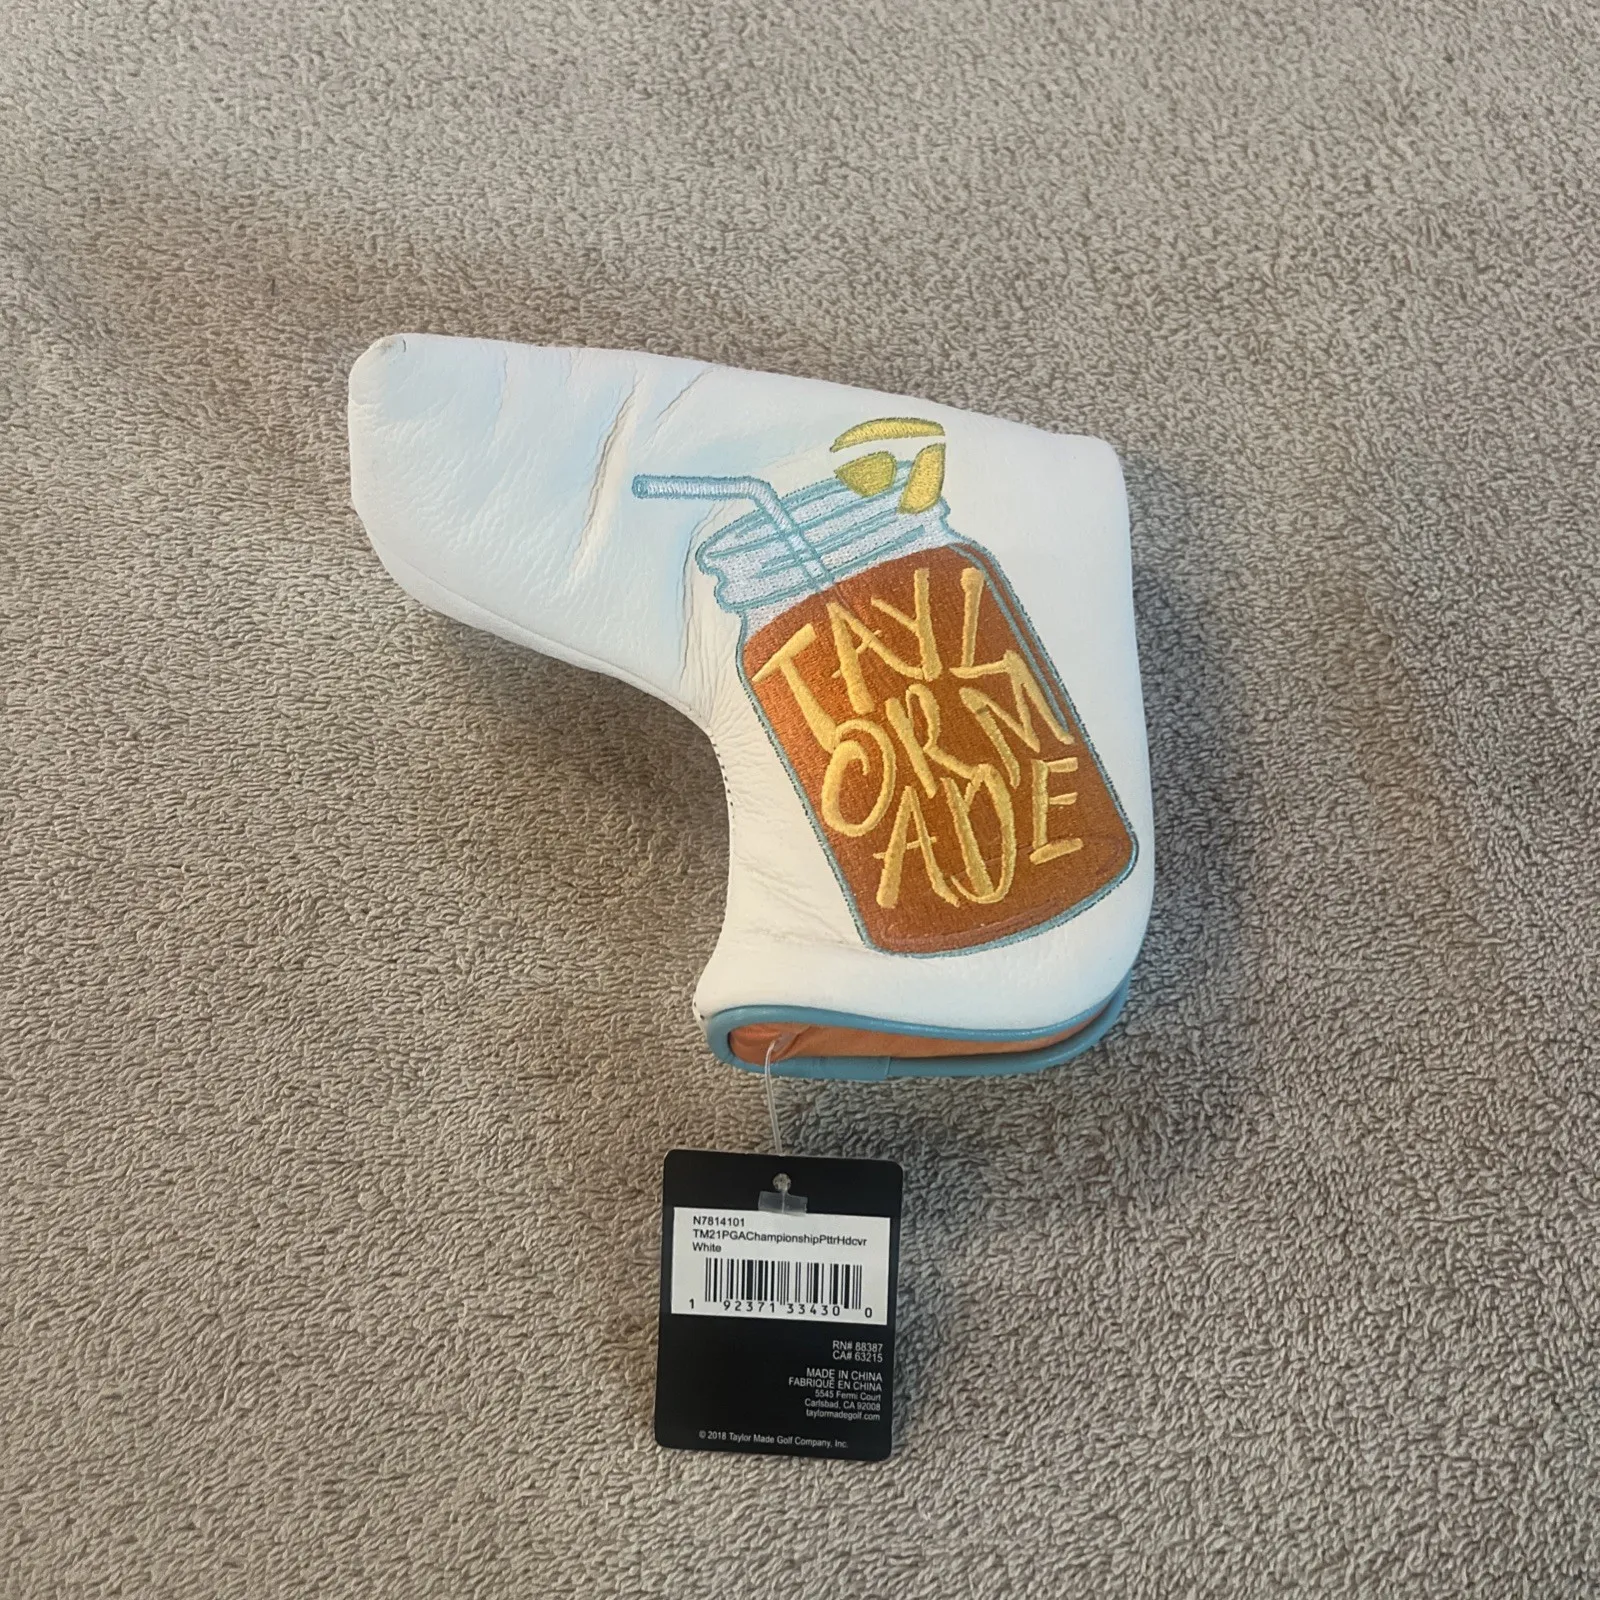 TAYL
ORM
ADE
N7814101
TM21PGAChampionshipPttrHdcvr
White
1 92371 33430 0
RN# 88387
CA# 63215
MADE IN CHINA
FABRIQUÉ EN CHINA
5545 Fermi Court
Carlsbad, CA 92008
taylormadegolf.com
© 2018 Taylor Made Golf Company, Inc.